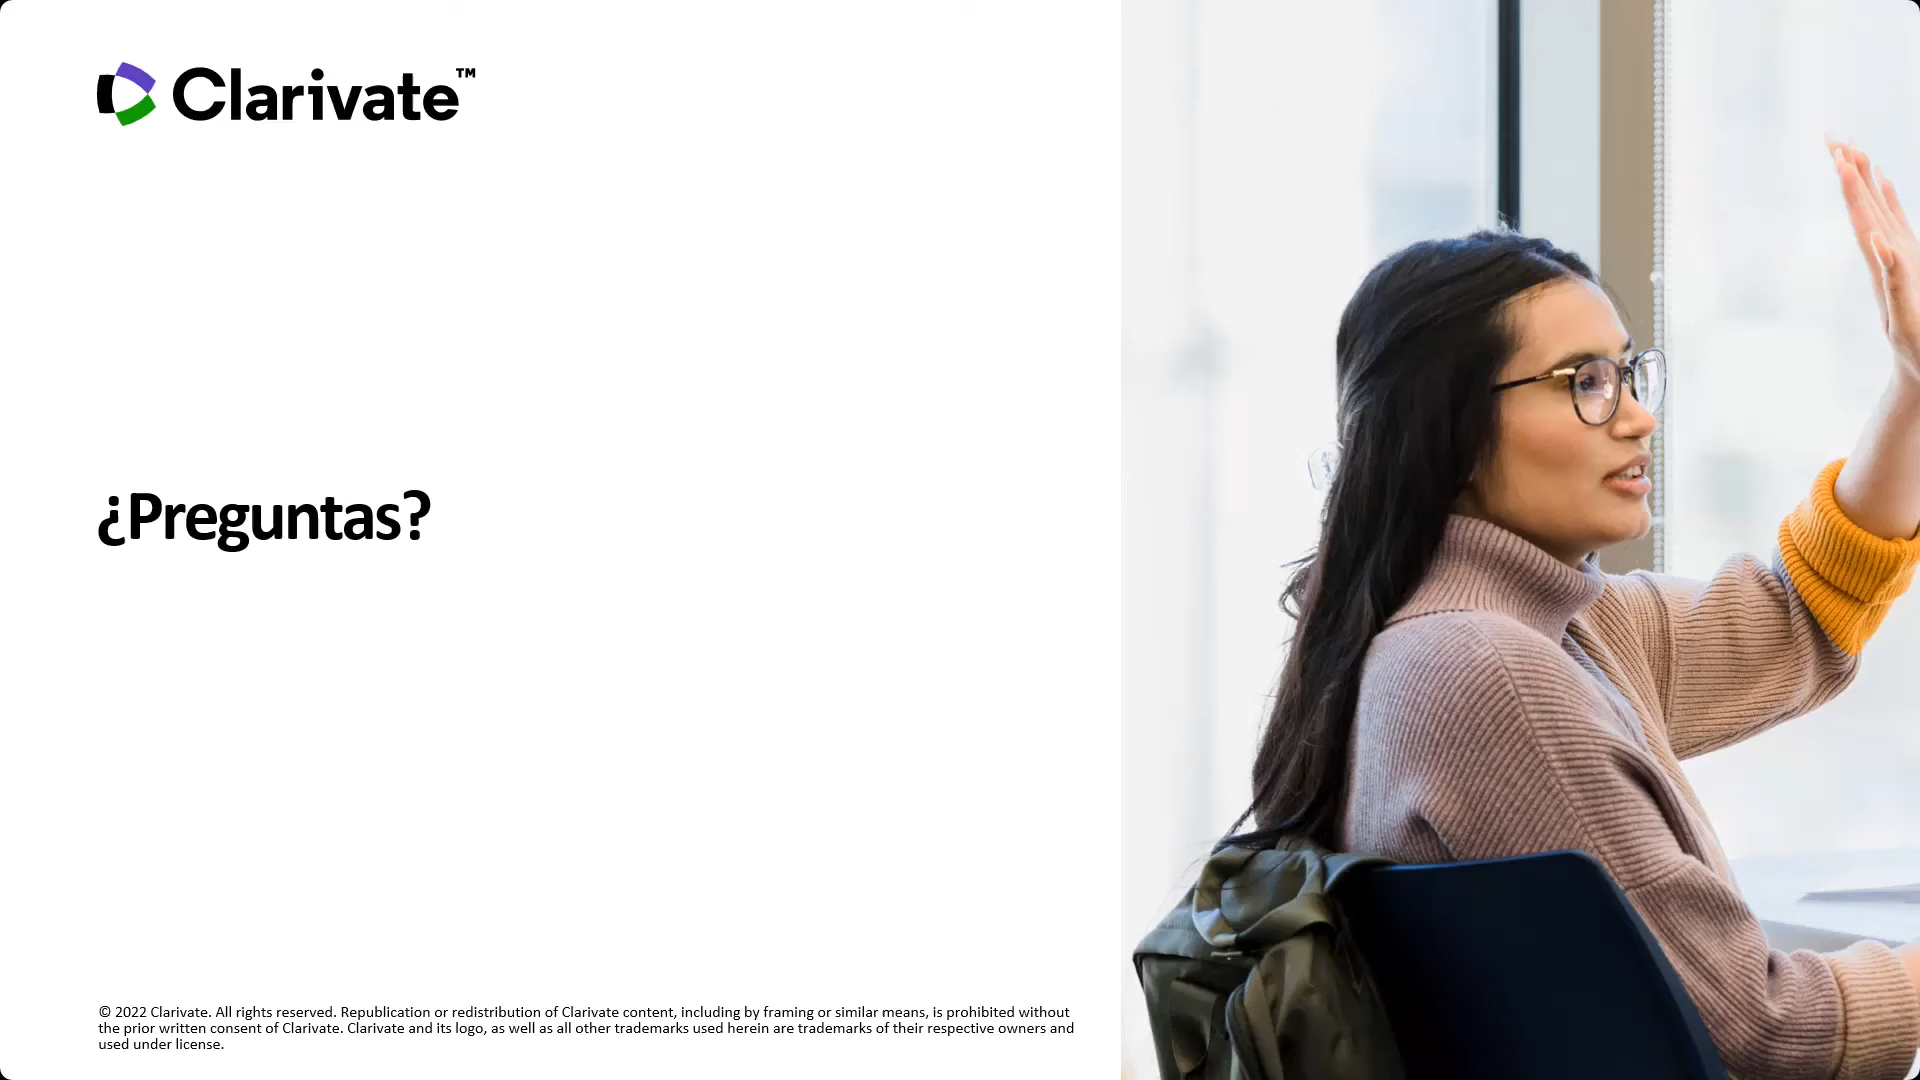 Clarivate™
¿Preguntas?
© 2022 Clarivate. All rights reserved. Republication or redistribution of Clarivate content, including by framing or similar means, is prohibited without
the prior written consent of Clarivate. Clarivate and its logo, as well as all other trademarks used herein are trademarks of their respective owners and
used under license.